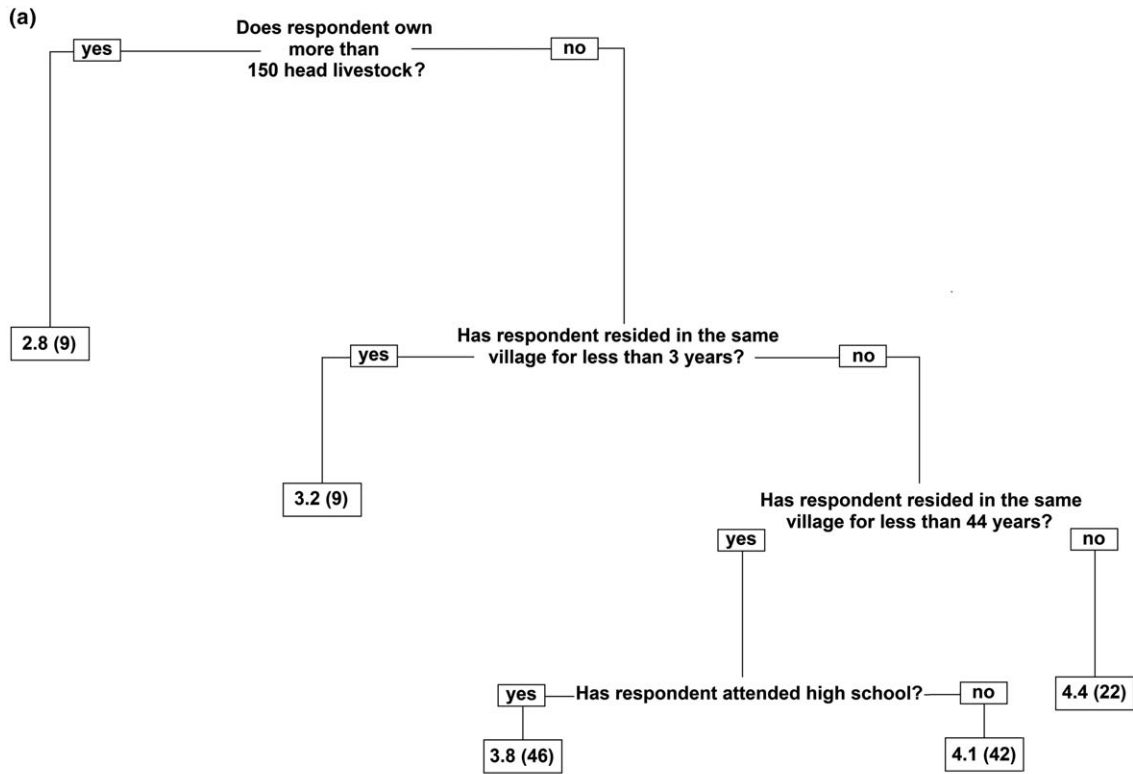 (a)
Does respondent own
more than
150 head livestock?
yes
no
2.8 (9)
Has respondent resided in the same
village for less than 3 years?
yes
no
3.2 (9)
Has respondent resided in the same
village for less than 44 years?
yes
no
4.4 (22)
Has respondent attended high school?
yes
no
3.8 (46)
4.1 (42)